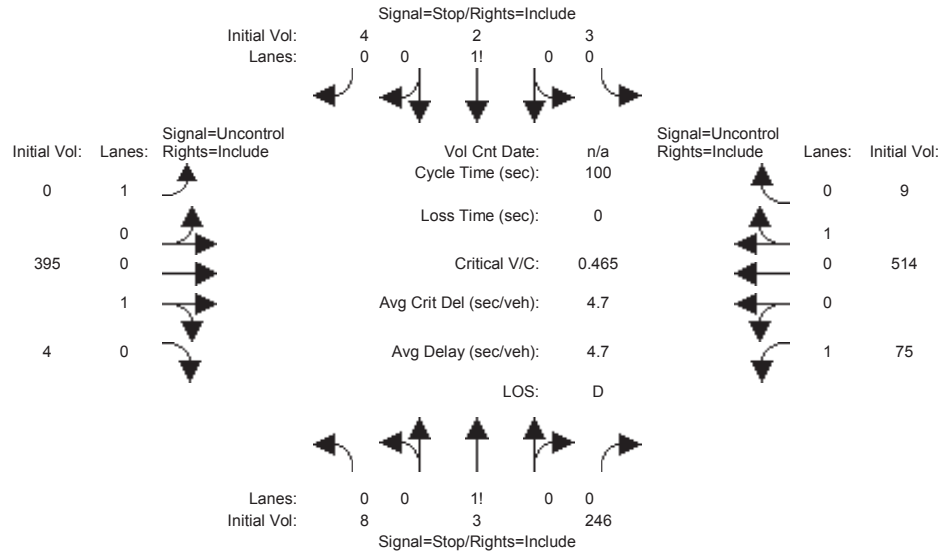 Signal=Stop/Rights=Include
Initial Vol: 4 2 3
Lanes: 0 0 1! 0 0
Signal=Uncontrol
Initial Vol: Lanes: Rights=Include
Vol Cnt Date: n/a
Signal=Uncontrol
Rights=Include Lanes: Initial Vol:
0 1
Cycle Time (sec): 100
0 9
0
Loss Time (sec): 0
1
395 0
Critical V/C: 0.465
0 514
1
Avg Crit Del (sec/veh): 4.7
0
4 0
Avg Delay (sec/veh): 4.7
1 75
LOS: D
Lanes: 0 0 1! 0 0
Initial Vol: 8 3 246
Signal=Stop/Rights=Include